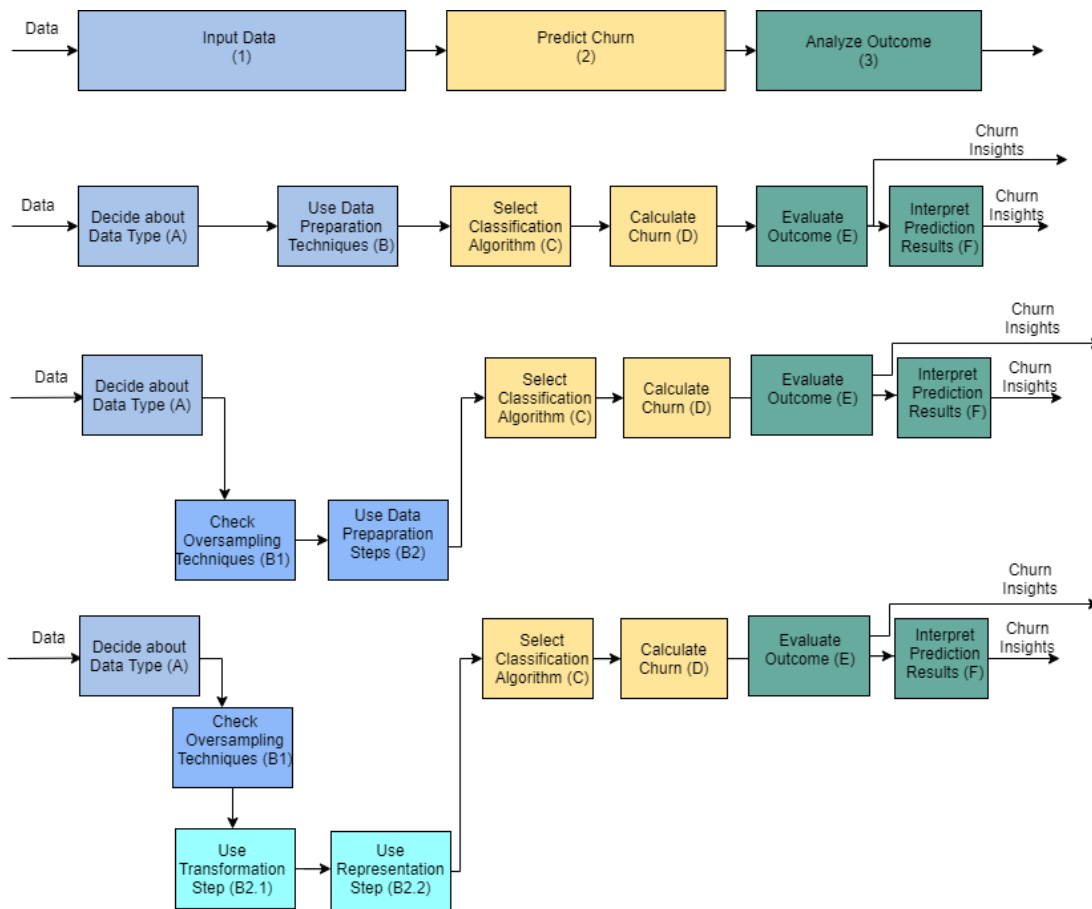 Data
Input Data
(1)
Predict Churn
(2)
Analyze Outcome
(3)
Churn
Insights
Data
Decide about
Data Type (A)
Use Data
Preparation
Techniques (B)
Select
Classification
Algorithm (C)
Calculate
Churn (D)
Evaluate
Outcome (E)
Interpret
Prediction
Results (F)
Churn
Insights
Churn
Insights
Data
Decide about
Data Type (A)
Select
Classification
Algorithm (C)
Calculate
Churn (D)
Evaluate
Outcome (E)
Interpret
Prediction
Results (F)
Churn
Insights
Check
Oversampling
Techniques (B1)
Use Data
Prepapration
Steps (B2)
Churn
Insights
Data
Decide about
Data Type (A)
Select
Classification
Algorithm (C)
Calculate
Churn (D)
Evaluate
Outcome (E)
Interpret
Prediction
Results (F)
Churn
Insights
Check
Oversampling
Techniques (B1)
Use
Transformation
Step (B2.1)
Use
Representation
Step (B2.2)